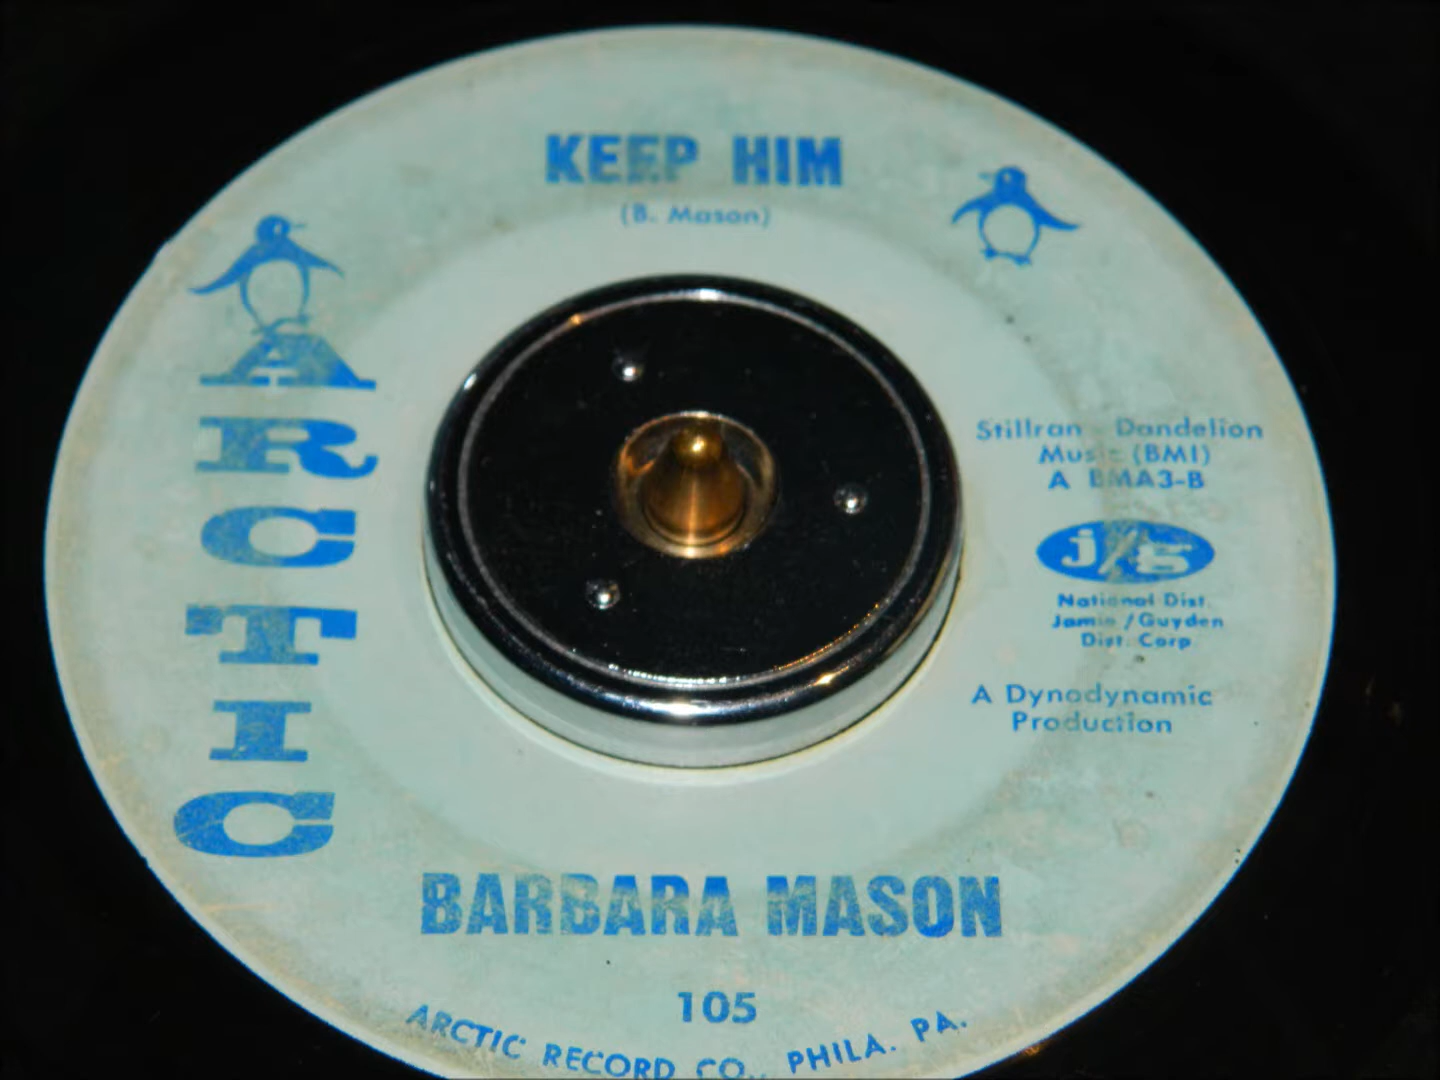 KEEP HIM
(B. Mason)
ARCTIC
Stillran Dandelion
Music (BMI)
A BMA3-B
j/g
National Dist.
Jamie/Guyden
Dist. Corp.
A Dynodynamic
Production
BARBARA MASON
105
ARCTIC RECORD CO., PHILA. PA.